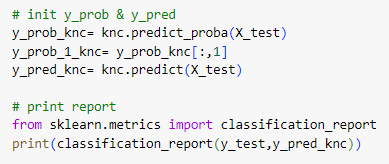 # init y_prob & y_pred
y_prob_knc= knc.predict_proba(X_test)
y_prob_1_knc= y_prob_knc[:,1]
y_pred_knc= knc.predict(X_test)
# print report
from sklearn.metrics import classification_report
print(classification_report(y_test,y_pred_knc))